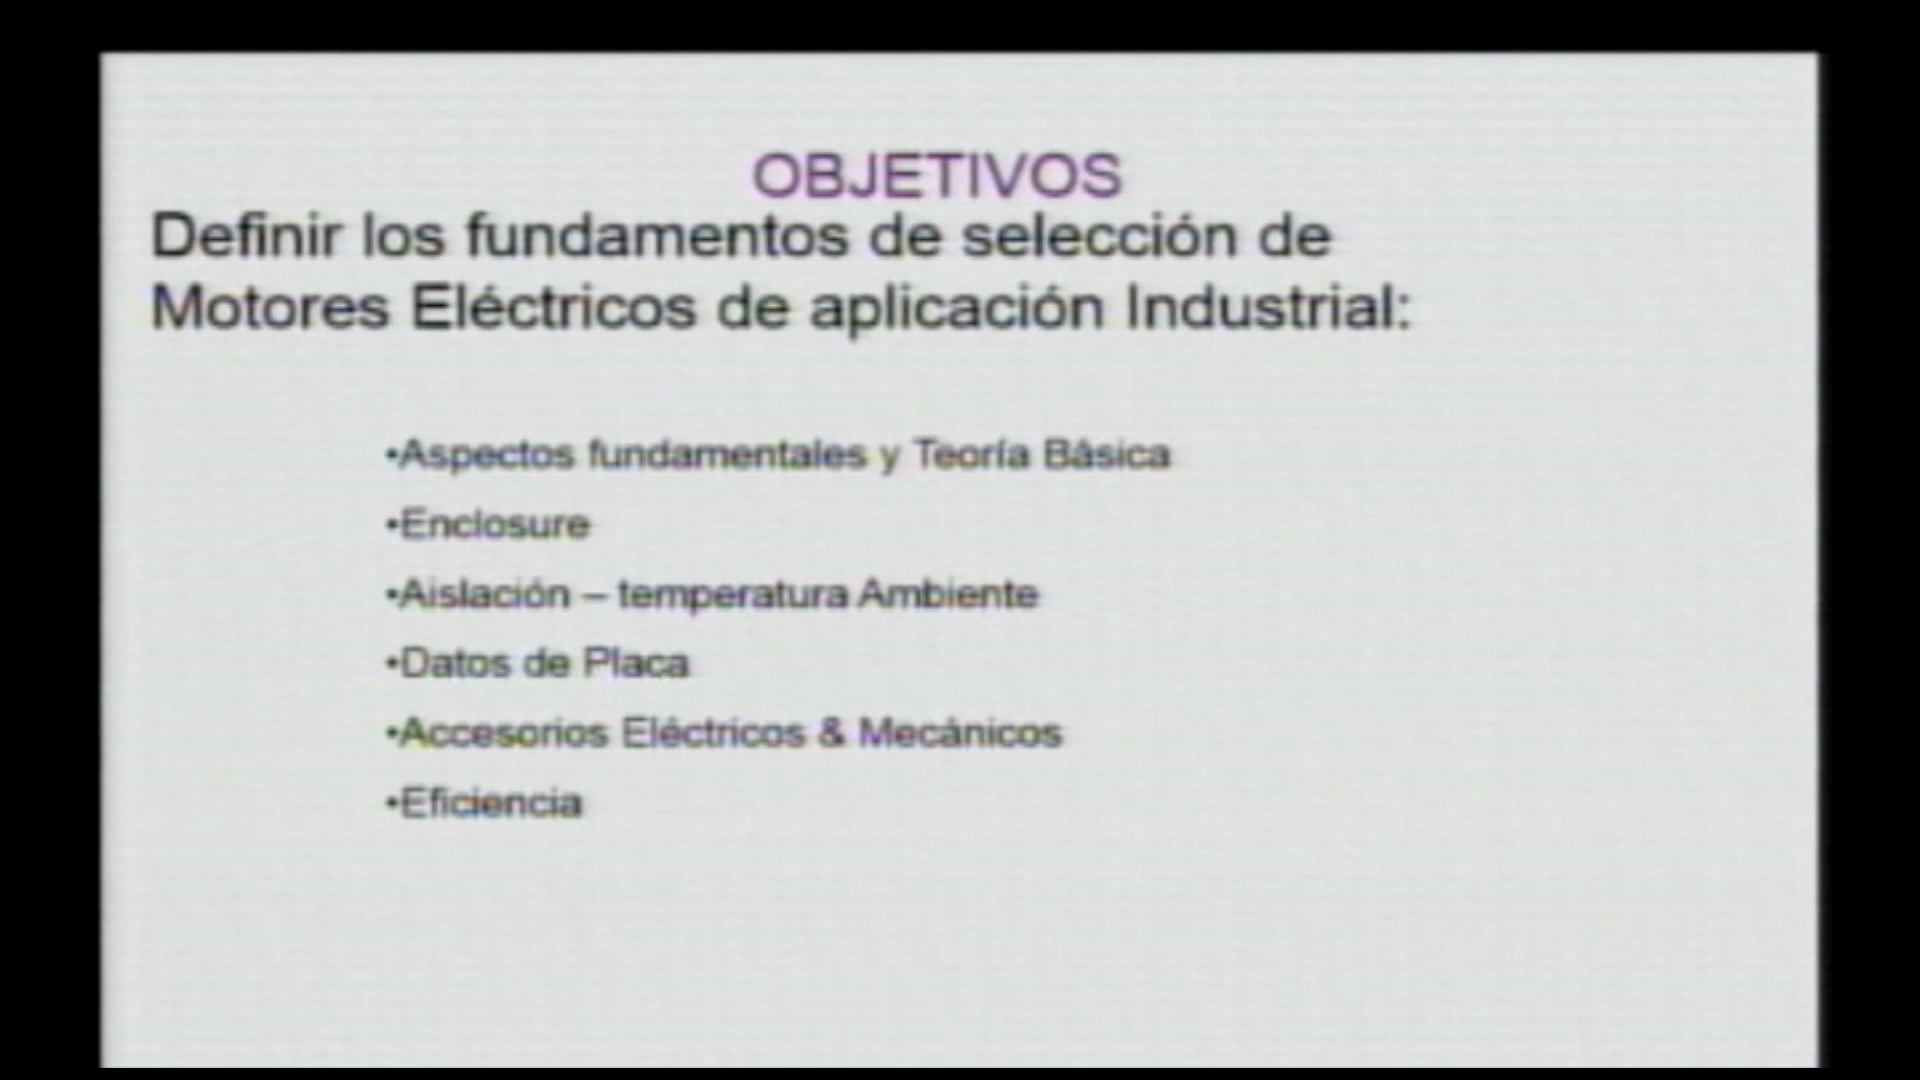 OBJETIVOS
Definir los fundamentos de selección de
Motores Eléctricos de aplicación Industrial:
•Aspectos fundamentales y Teoría Básica
•Enclosure
•Aislación – temperatura Ambiente
•Datos de Placa
•Accesorios Eléctricos & Mecánicos
•Eficiencia